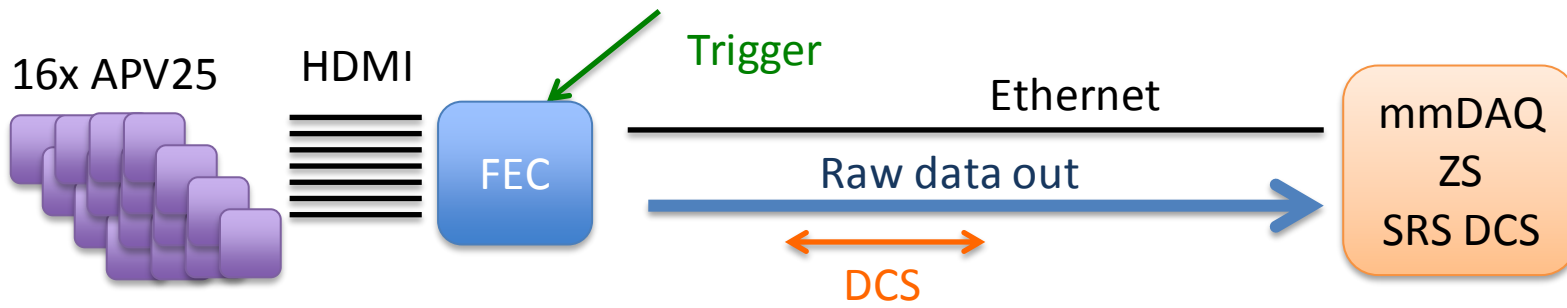 16x APV25
HDMI
Trigger
FEC
Ethernet
Raw data out
DCS
mmDAQ
ZS
SRS DCS